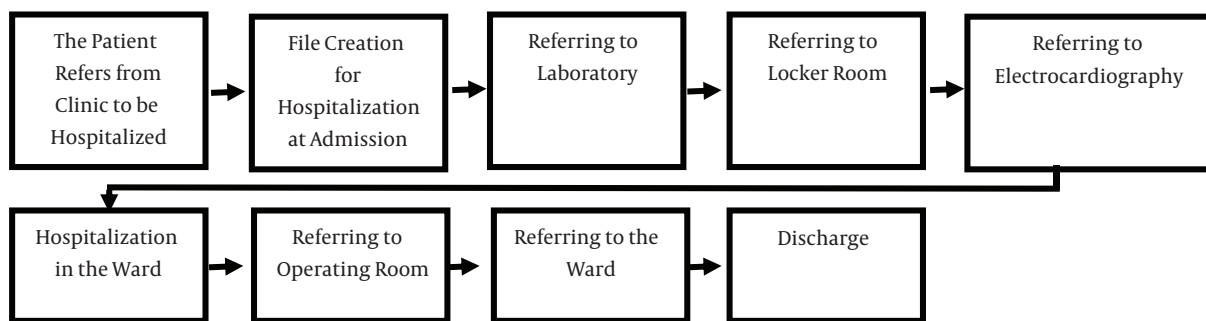 The Patient
Refers from
Clinic to be
Hospitalized
File Creation
for
Hospitalization
at Admission
Referring to
Laboratory
Referring to
Locker Room
Referring to
Electrocardiography
Hospitalization
in the Ward
Referring to
Operating Room
Referring to the
Ward
Discharge